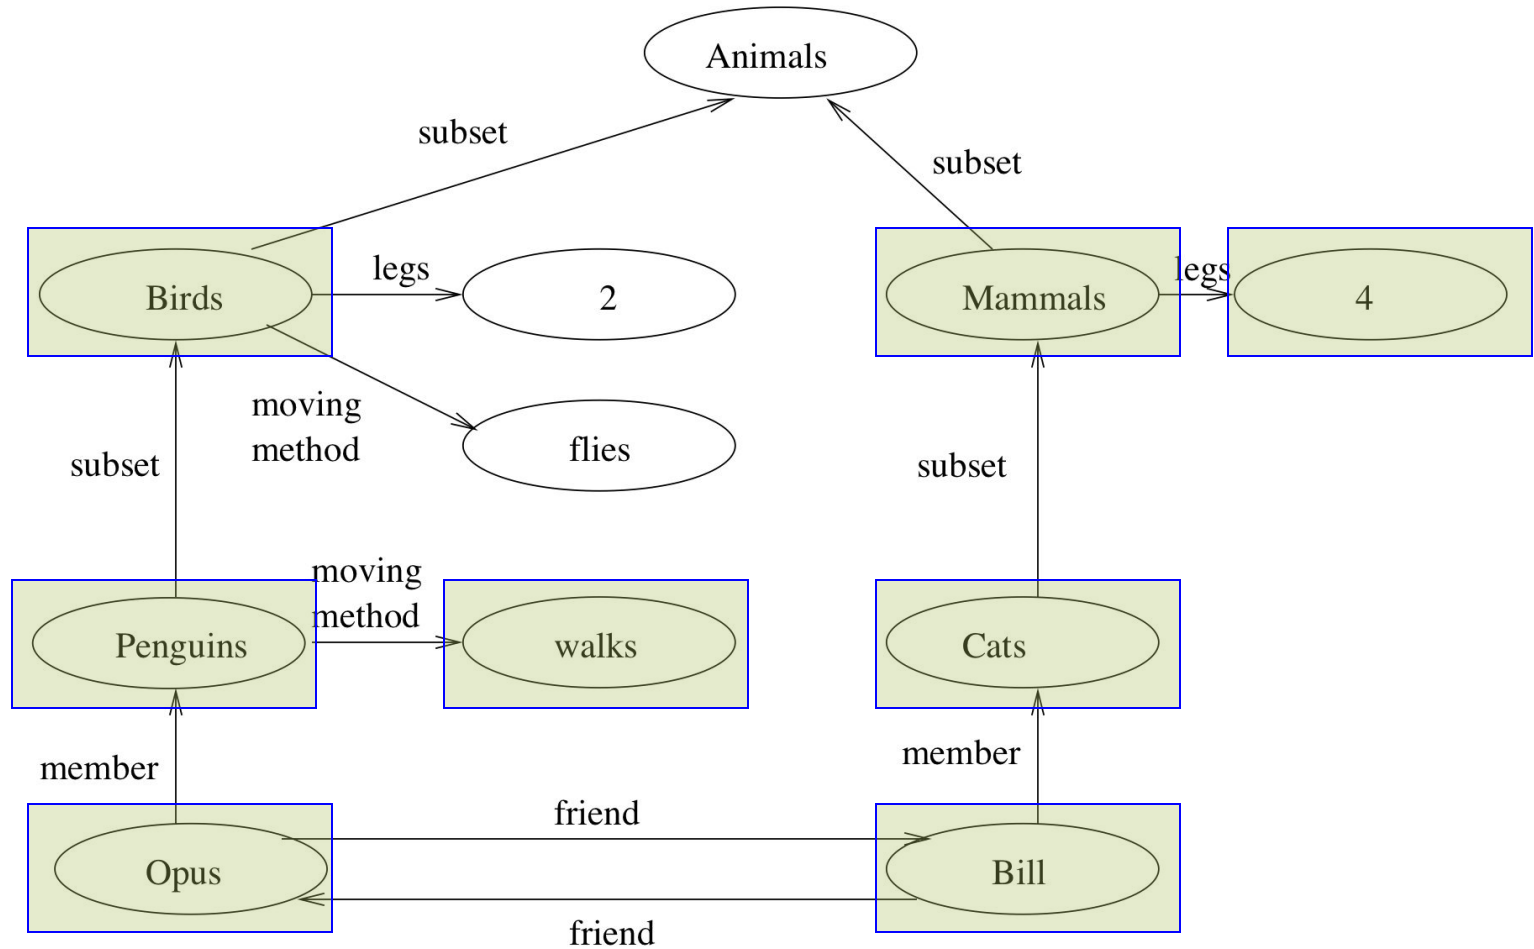 Animals
subset
subset
Birds
legs
2
Mammals
legs
4
moving
method
flies
subset
subset
moving
method
Penguins
walks
Cats
member
member
friend
Opus
Bill
friend